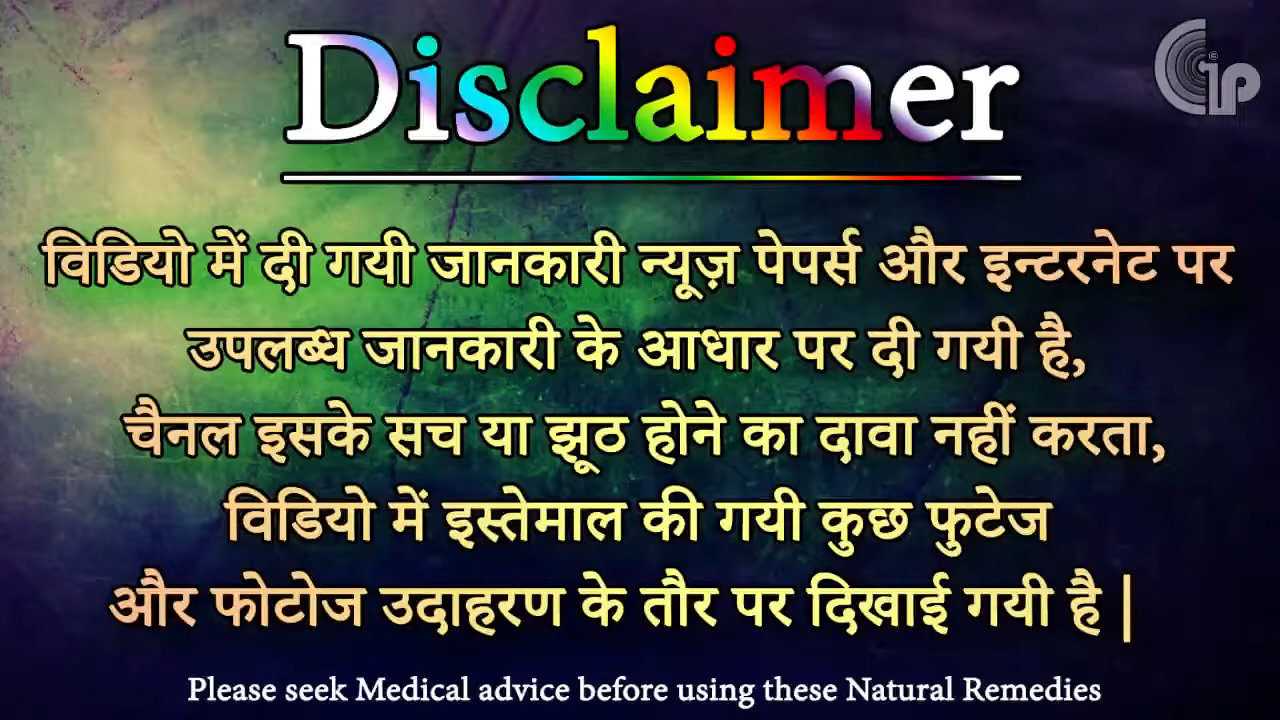 Disclaimer
विडियो में दी गयी जानकारी न्यूज़ पेपर्स और इन्टरनेट पर
उपलब्ध जानकारी के आधार पर दी गयी है,
चैनल इसके सच या झूठ होने का दावा नहीं करता,
विडियो में इस्तेमाल की गयी कुछ फुटेज
और फोटोज उदाहरण के तौर पर दिखाई गयी है |
Please seek Medical advice before using these Natural Remedies